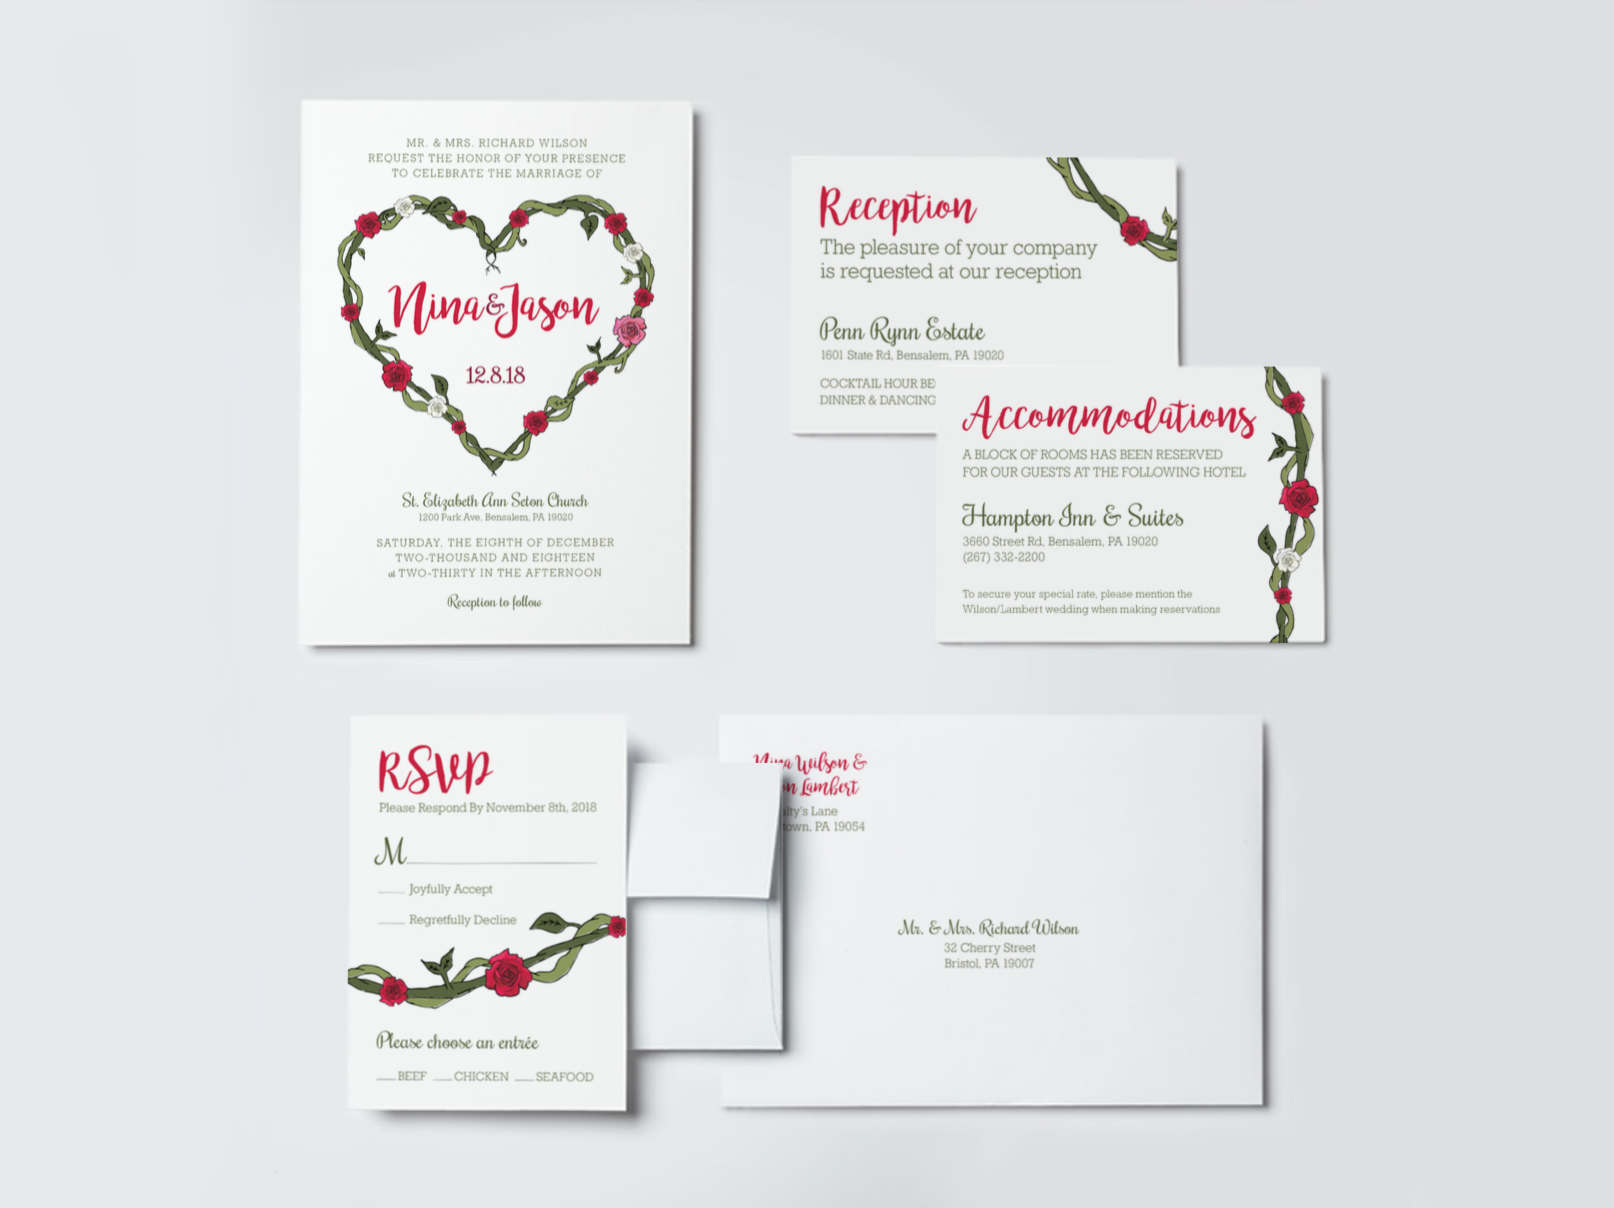 MR. & MRS. RICHARD WILSON
REQUEST THE HONOR OF YOUR PRESENCE
TO CELEBRATE THE MARRIAGE OF
Nina & Jason
12.8.18
St. Elizabeth Ann Seton Church
1200 Park Ave, Bensalem, PA 19020
SATURDAY, THE EIGHTH OF DECEMBER
TWO-THOUSAND AND EIGHTEEN
at TWO-THIRTY IN THE AFTERNOON
Reception to follow
Reception
The pleasure of your company
is requested at our reception
Penn Rynn Estate
1601 State Rd, Bensalem, PA 19020
COCKTAIL HOUR
DINNER & DANCING
Accommodations
A BLOCK OF ROOMS HAS BEEN RESERVED
FOR OUR GUESTS AT THE FOLLOWING HOTEL
Hampton Inn & Suites
3660 Street Rd, Bensalem, PA 19020
(267) 332-2200
To secure your special rate, please mention the
Wilson/Lambert wedding when making reservations
RSVP
Please Respond By November 8th, 2018
M
Joyfully Accept
Regretfully Decline
Please choose an entrée
BEEF CHICKEN SEAFOOD
Nina Wilson &
Lambert
Lane
PA 19054
Mr. & Mrs. Richard Wilson
32 Cherry Street
Bristol, PA 19007